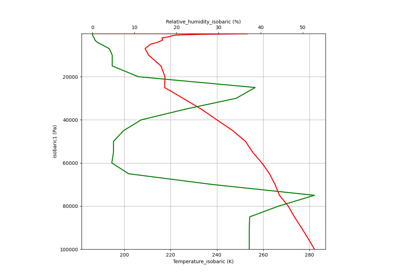 Relative_humidity_isobaric (%)
0 10 20 30 40 50
20000
40000
60000
80000
100000
isobaric1 (Pa)
200 220 240 260 280
Temperature_isobaric (K)